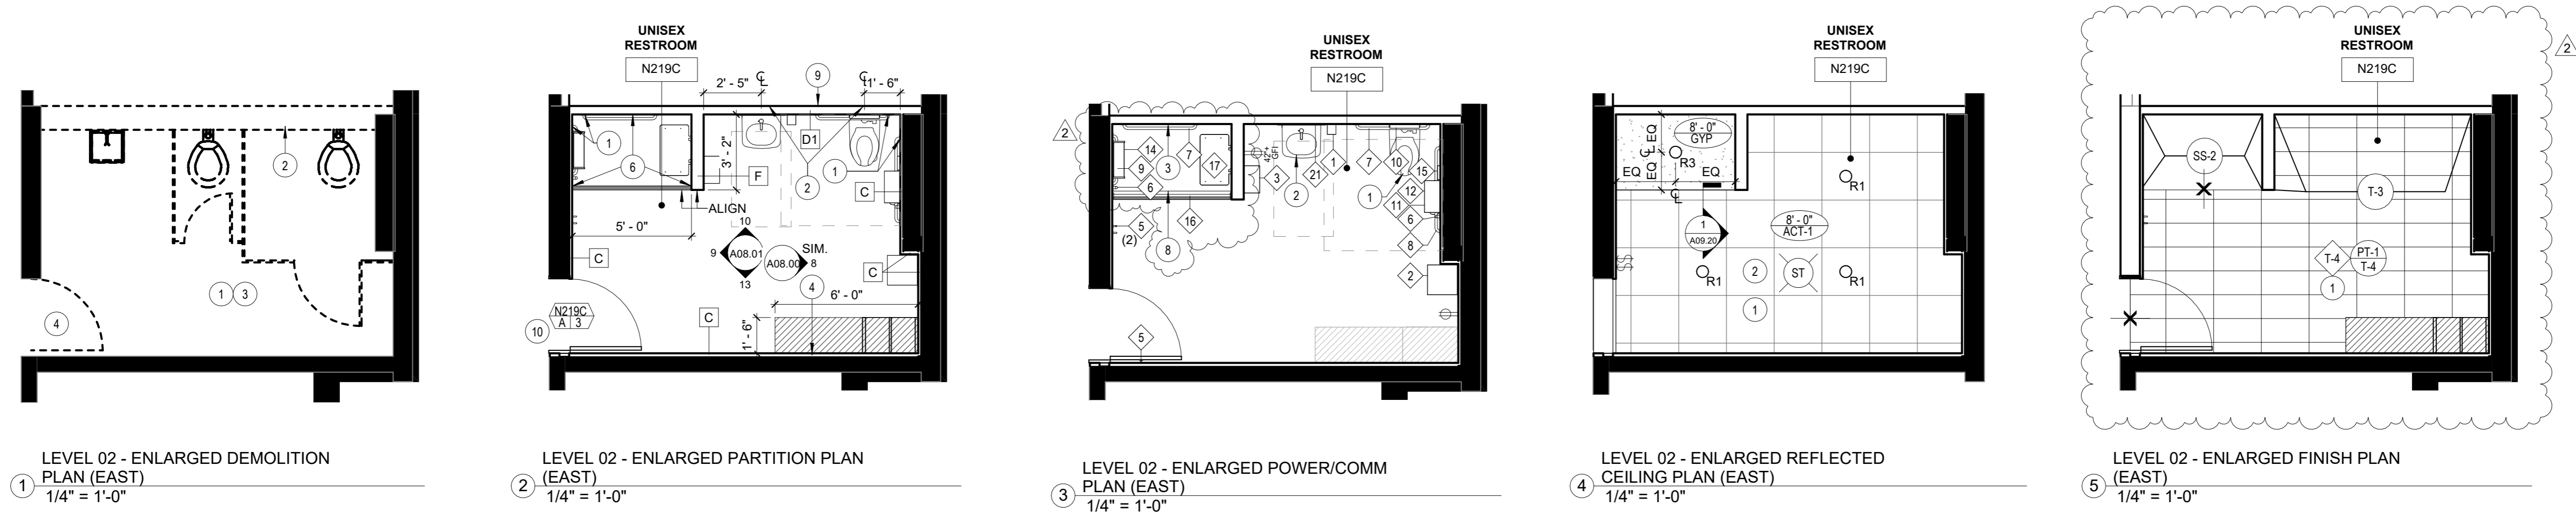 2
1 3
4
1 LEVEL 02 - ENLARGED DEMOLITION
PLAN (EAST)
1/4" = 1'-0"
UNISEX
RESTROOM
N219C
2' - 5" 9 1' - 6"
1 D1
3' - 2"
6 F 2 1
C
ALIGN
5' - 0"
10 SIM.
9 A08.01 A08.00 8
13
C C
4
6' - 0"
N219C
A 3
10 C 1' - 6"
2 LEVEL 02 - ENLARGED PARTITION PLAN
(EAST)
1/4" = 1'-0"
UNISEX
RESTROOM
N219C
2
14 7 42"+ GFI 1 7 10
9 3 17 15
6 3 21 12
2 1 11
16 6
5
(2) 8 8
2
5
3 LEVEL 02 - ENLARGED POWER/COMM
PLAN (EAST)
1/4" = 1'-0"
UNISEX
RESTROOM
N219C
EQ 8' - 0"
GYP
EQ R3
EQ EQ
R1
1 8' - 0"
A09.20 ACT-1
R1 2 ST R1
1
4 LEVEL 02 - ENLARGED REFLECTED
CEILING PLAN (EAST)
1/4" = 1'-0"
UNISEX
RESTROOM
N219C
2
SS-2
T-3
T-4 PT-1
T-4
1
5 LEVEL 02 - ENLARGED FINISH PLAN
(EAST)
1/4" = 1'-0"